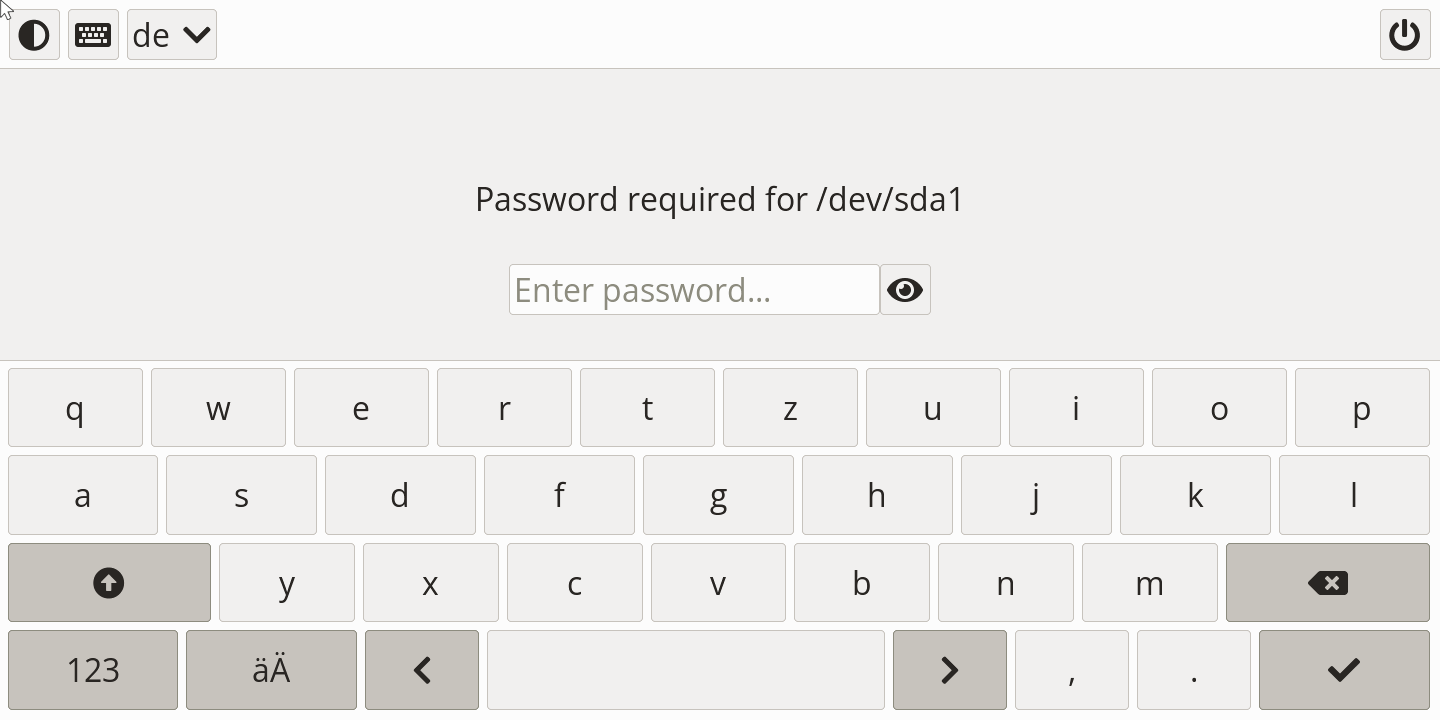 de
Password required for /dev/sda1
Enter password...
q w e r t z u i o p
a s d f g h j k l
y x c v b n m
123 äÄ , .